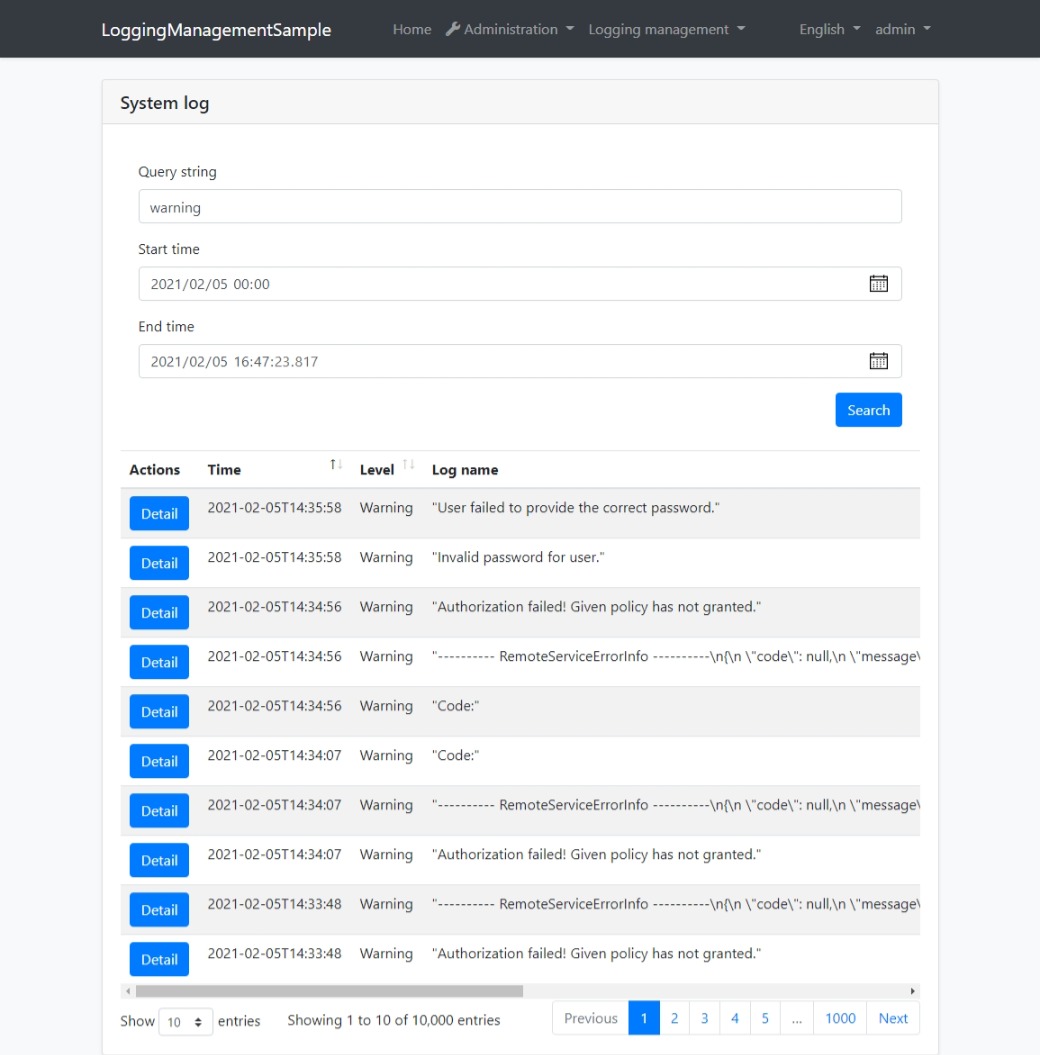 LoggingManagementSample Home Administration Logging management English admin
System log
Query string
warning
Start time
2021/02/05 00:00
End time
2021/02/05 16:47:23.817
Search
Actions Time Level Log name
Detail 2021-02-05T14:35:58 Warning "User failed to provide the correct password."
Detail 2021-02-05T14:35:58 Warning "Invalid password for user."
Detail 2021-02-05T14:34:56 Warning "Authorization failed! Given policy has not granted."
Detail 2021-02-05T14:34:56 Warning "---------- RemoteServiceErrorInfo ----------\n{\n \"code\": null,\n \"message\
Detail 2021-02-05T14:34:56 Warning "Code:"
Detail 2021-02-05T14:34:07 Warning "Code:"
Detail 2021-02-05T14:34:07 Warning "---------- RemoteServiceErrorInfo ----------\n{\n \"code\": null,\n \"message\
Detail 2021-02-05T14:34:07 Warning "Authorization failed! Given policy has not granted."
Detail 2021-02-05T14:33:48 Warning "---------- RemoteServiceErrorInfo ----------\n{\n \"code\": null,\n \"message\
Detail 2021-02-05T14:33:48 Warning "Authorization failed! Given policy has not granted."
Show 10 entries Showing 1 to 10 of 10,000 entries Previous 1 2 3 4 5 ... 1000 Next